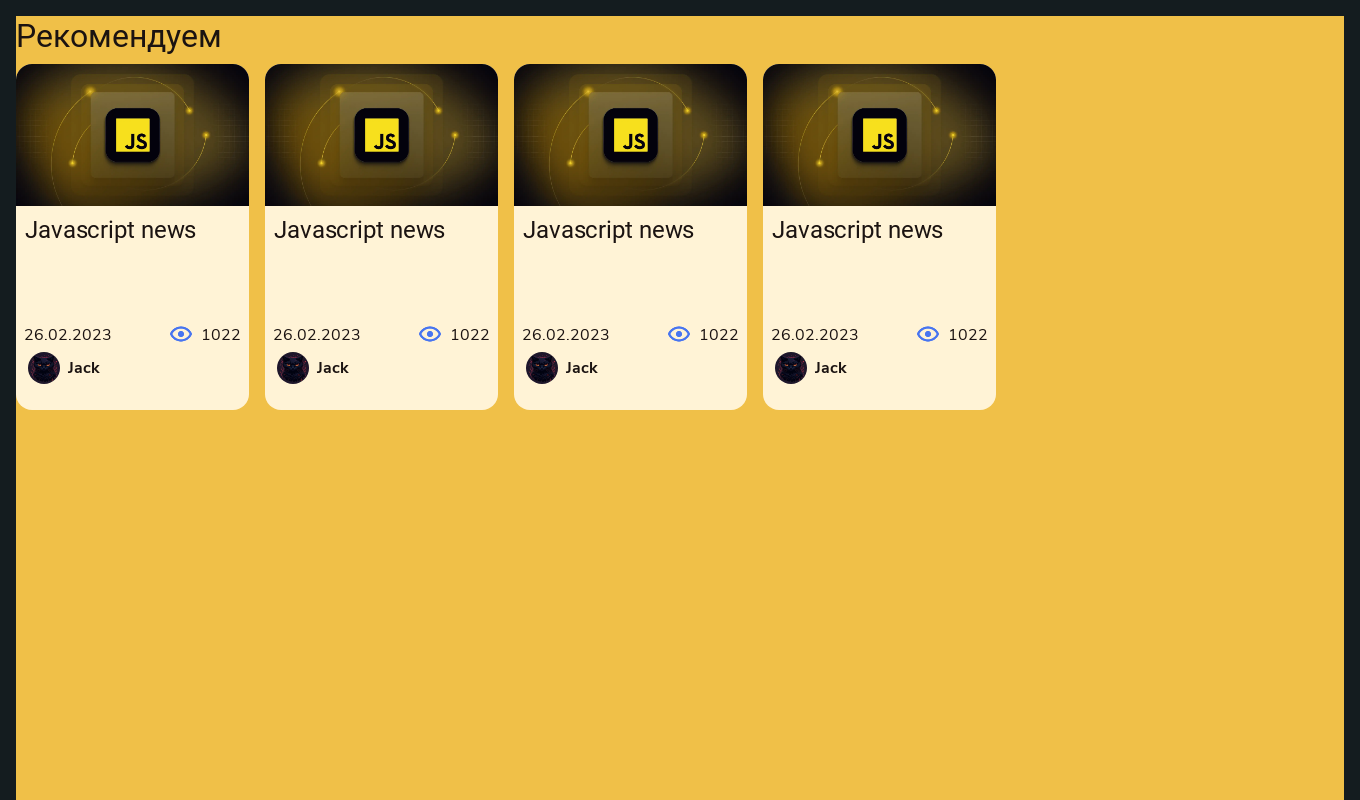 Рекомендуем
JS JS JS JS
Javascript news Javascript news Javascript news Javascript news
26.02.2023 1022 26.02.2023 1022 26.02.2023 1022 26.02.2023 1022
Jack Jack Jack Jack